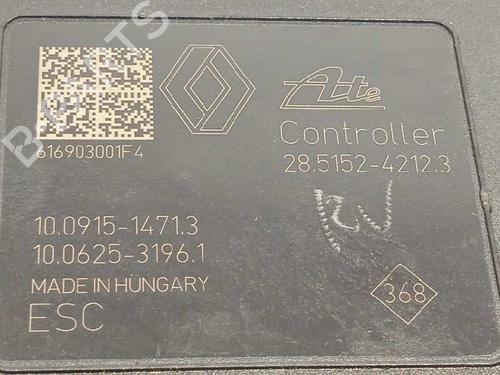 Ate
616903001F4
Controller
28.5152-4212.3
10.0915-1471.3
10.0625-3196.1
MADE IN HUNGARY
368
ESC